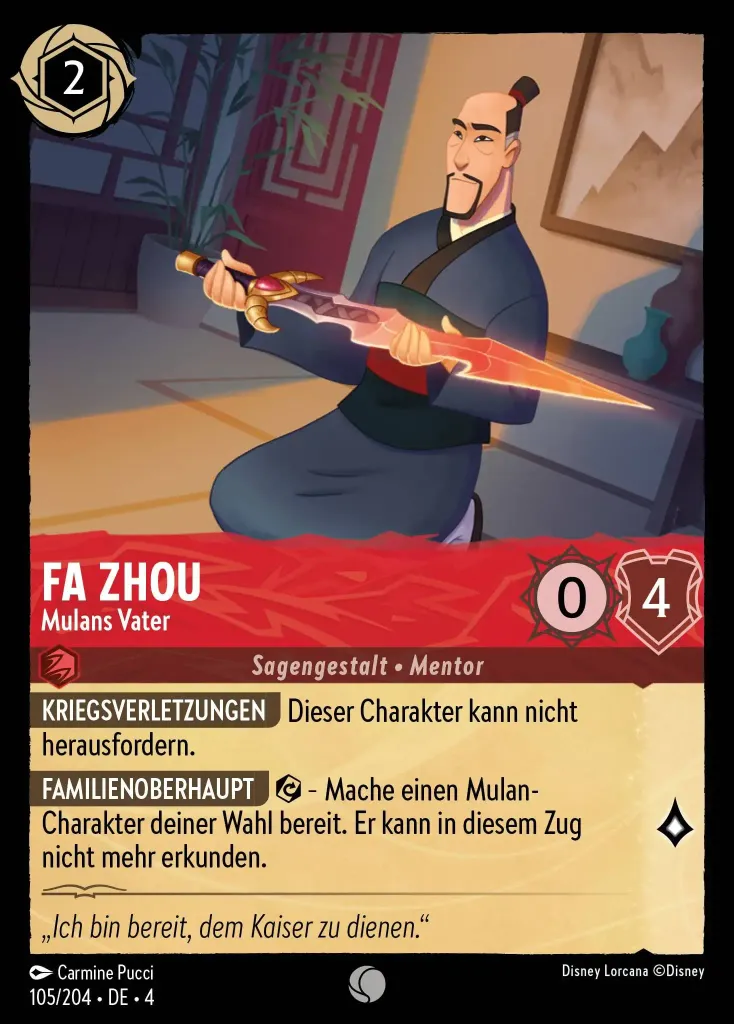 2
FA ZHOU
Mulans Vater
0
4
Sagengestalt • Mentor
KRIEGSVERLETZUNGEN Dieser Charakter kann nicht
herausfordern.
FAMILIENOBERHAUPT - Mache einen Mulan-
Charakter deiner Wahl bereit. Er kann in diesem Zug
nicht mehr erkunden.
„Ich bin bereit, dem Kaiser zu dienen.“
Carmine Pucci
105/204 • DE • 4
Disney Lorcana ©Disney